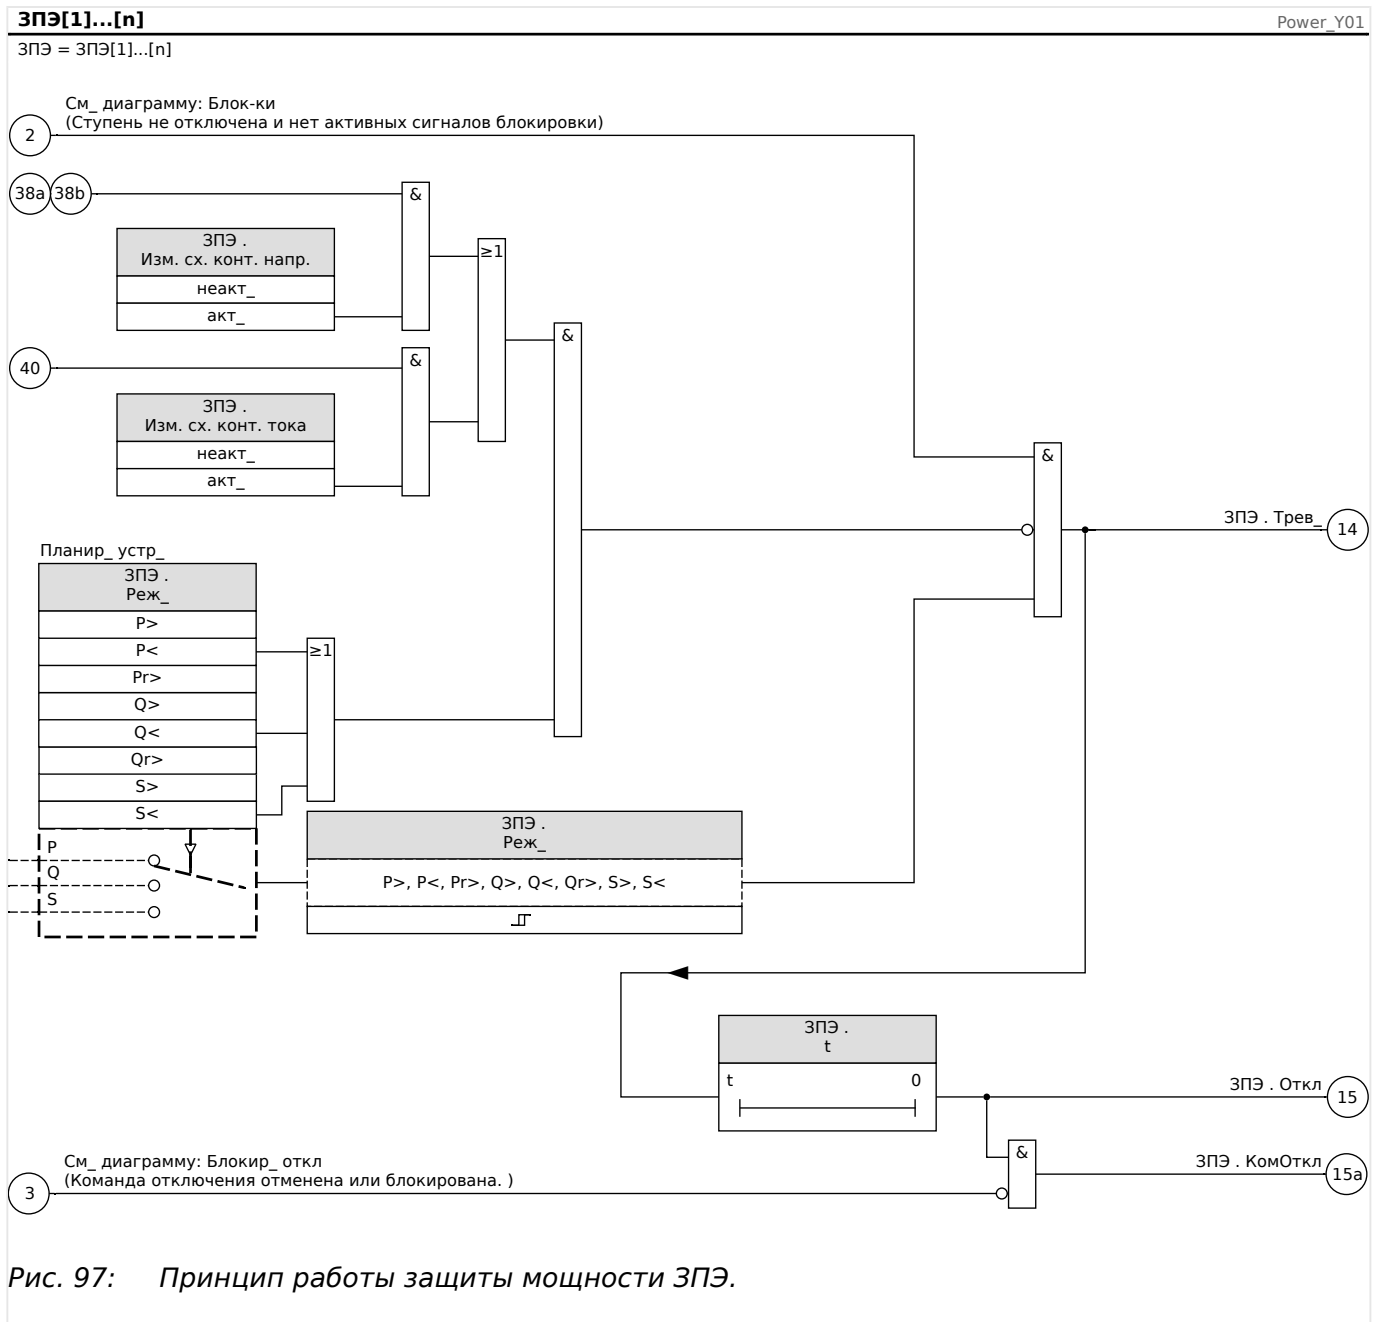 ЗПЭ[1]...[n]
Power_Y01
ЗПЭ = ЗПЭ[1]...[n]
См_ диаграмму: Блок-ки
(Ступень не отключена и нет активных сигналов блокировки)
2
38a 38b
&
ЗПЭ .
Изм. сх. конт. напр.
неакт_
акт_
≥1
&
40
&
ЗПЭ .
Изм. сх. конт. тока
неакт_
акт_
&
ЗПЭ . Трев_
14
Планир_ устр_
ЗПЭ .
Реж_
P>
P<
Pr>
Q>
Q<
Qr>
S>
S<
≥1
P
Q
S
ЗПЭ .
Реж_
P>, P<, Pr>, Q>, Q<, Qr>, S>, S<
ЗПЭ .
t
t 0
ЗПЭ . Откл
15
&
ЗПЭ . КомОткл
15a
См_ диаграмму: Блокир_ откл
(Команда отключения отменена или блокирована. )
3
Рис. 97: Принцип работы защиты мощности ЗПЭ.